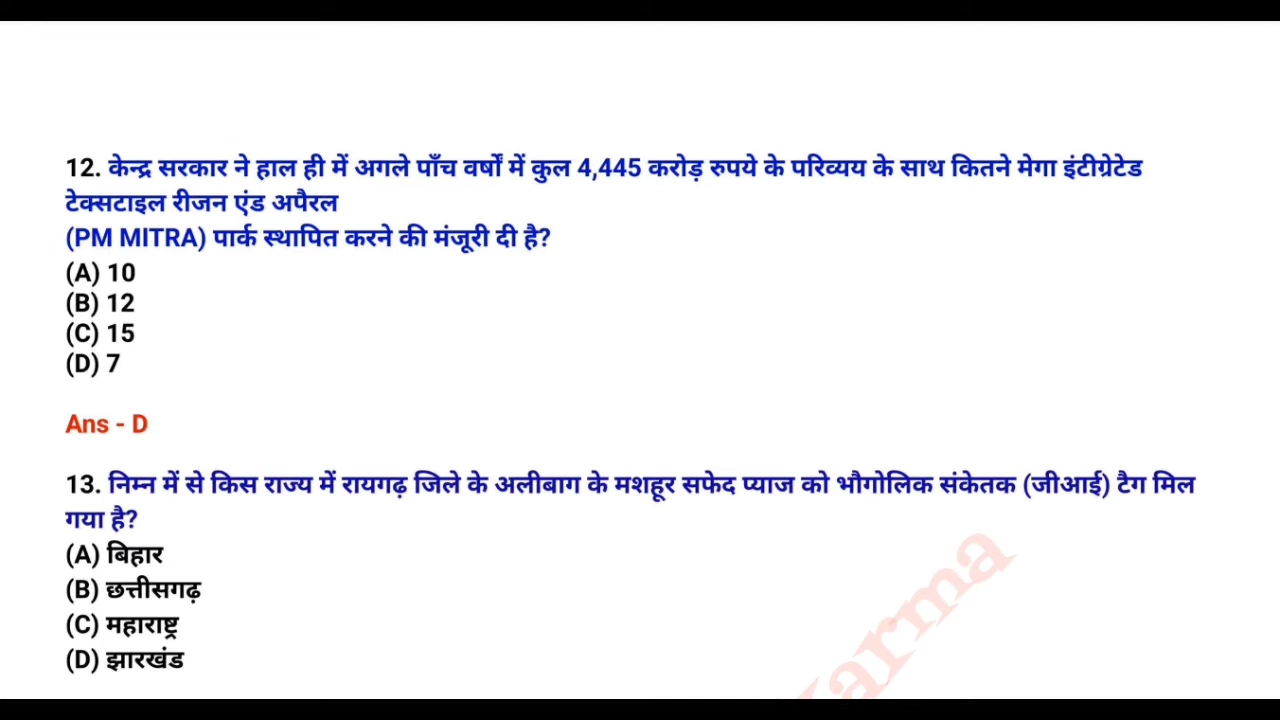 12. केन्द्र सरकार ने हाल ही में अगले पाँच वर्षों में कुल 4,445 करोड़ रुपये के परिव्यय के साथ कितने मेगा इंटीग्रेटेड
टेक्सटाइल रीजन एंड अपैरल
(PM MITRA) पार्क स्थापित करने की मंजूरी दी है?
(A) 10
(B) 12
(C) 15
(D) 7
Ans - D
13. निम्न में से किस राज्य में रायगढ़ जिले के अलीबाग के मशहूर सफेद प्याज को भौगोलिक संकेतक (जीआई) टैग मिल
गया है?
(A) बिहार
(B) छत्तीसगढ़
(C) महाराष्ट्र
(D) झारखंड